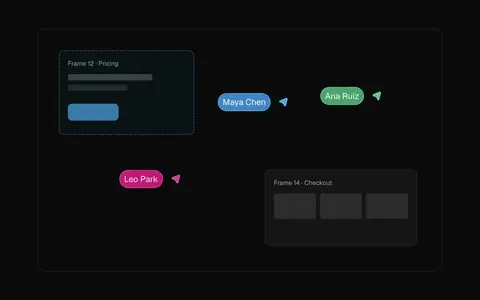 Frame 12 · Pricing
Maya Chen
Ana Ruiz
Leo Park
Frame 14 · Checkout